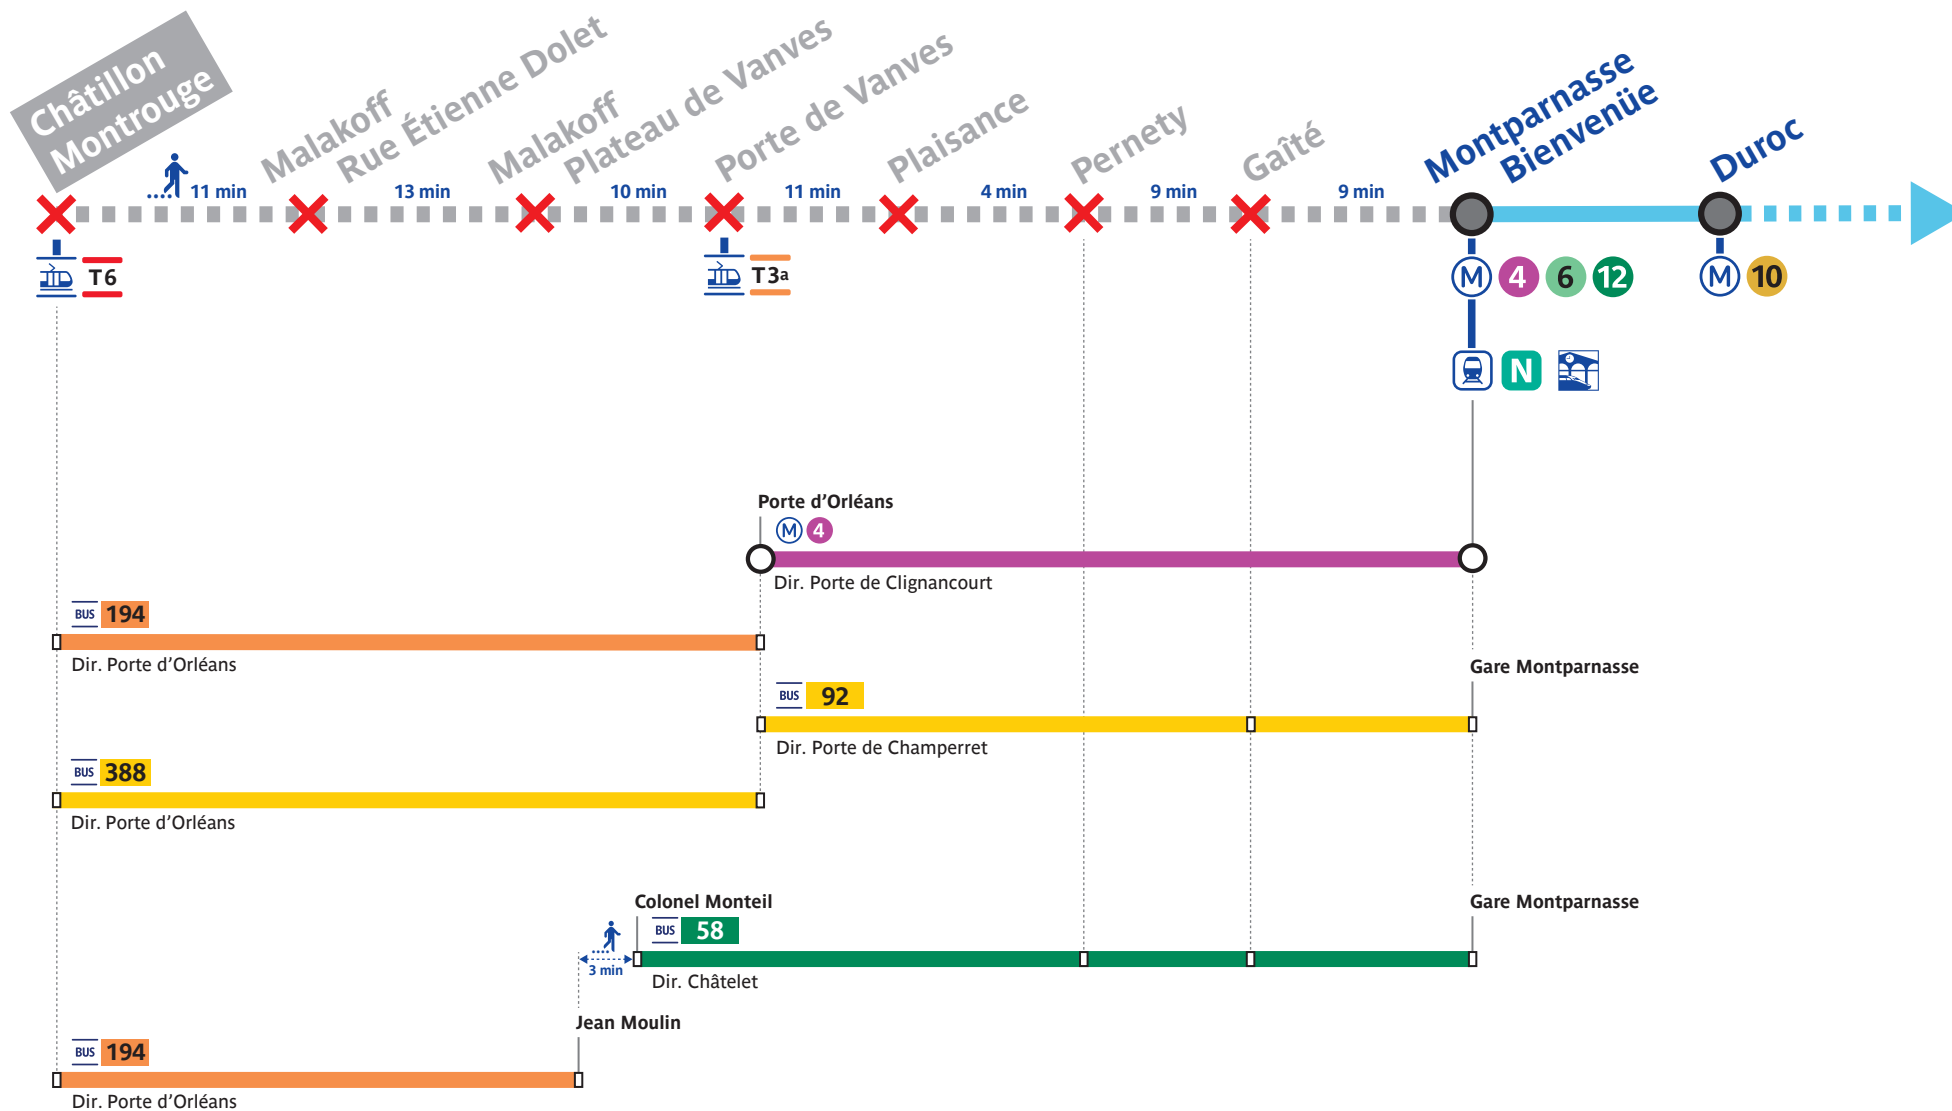 Châtillon
Montrouge
Malakoff
Rue Étienne Dolet
Malakoff
Plateau de Vanves
Porte de Vanves
Plaisance
Pernety
Gaîté
Montparnasse
Bienvenüe
Duroc
11 min
13 min
10 min
11 min
4 min
9 min
9 min
T6
T3a
M 4 6 12
M 10
N
Porte d'Orléans
M 4
Dir. Porte de Clignancourt
BUS 194
Dir. Porte d'Orléans
Gare Montparnasse
BUS 92
Dir. Porte de Champerret
BUS 388
Dir. Porte d'Orléans
Colonel Monteil
Gare Montparnasse
BUS 58
3 min
Dir. Châtelet
Jean Moulin
BUS 194
Dir. Porte d'Orléans